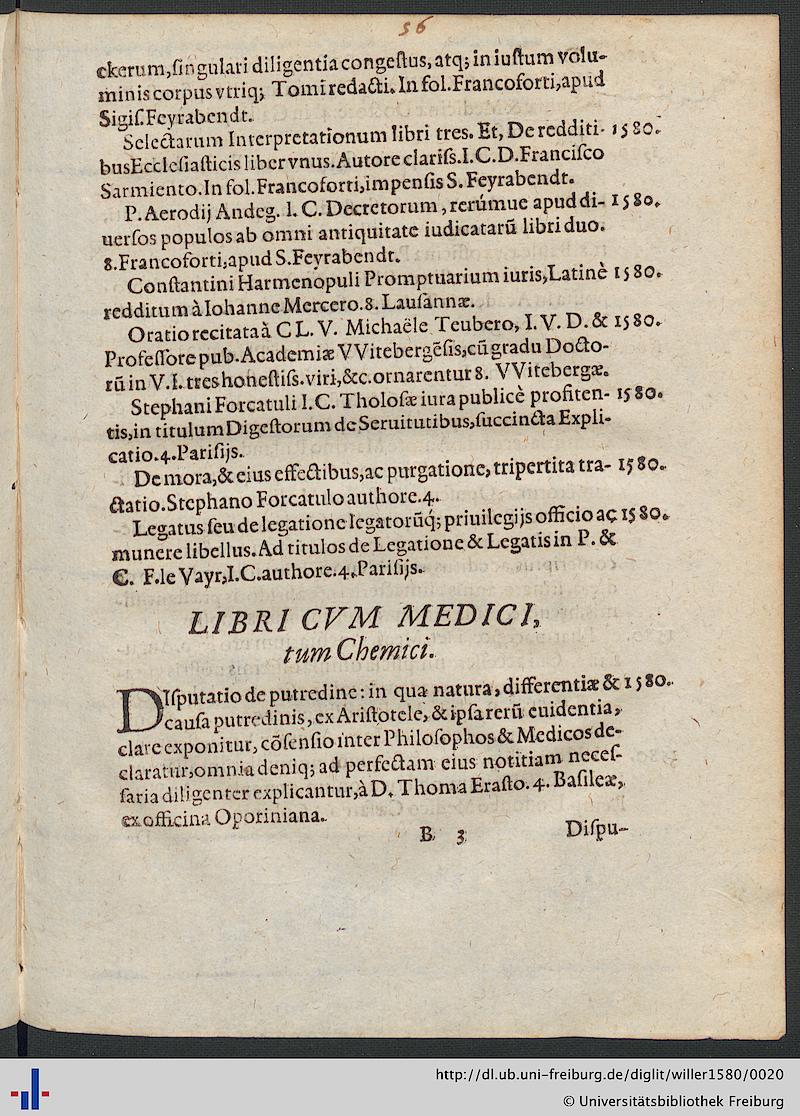 56
ckerum,ſingulari diligentia congeſtus, atq; in iuſtum volu-
minis corpus vtriq; Tomi redacti. In fol. Francoforti,apud
Sigiſ. Feyrabendt.
Selectarum Interpretationum libri tres. Et, De redditi- 1580.
bus Eccleſiaſticis liber vnus. Autore clariſs. I. C. D. Franciſco
Sarmiento. In fol. Francoforti,impenſis S. Feyrabendt.
P. Aerodij Andeg. I. C. Decretorum, rerúmue apud di- 1580.
uerſos populos ab omni antiquitate iudicatarũ libri duo.
8. Francoforti,apud S. Feyrabendt.
Conſtantini Harmenopuli Promptuarium iuris, Latinè 1580.
redditum à Iohanne Mercero. 8. Lauſannæ.
Oratio recitata à CL. V. Michaële Teubero, I. V. D. & 1580.
Profeſſore pub. Academiæ VVitebergẽſis,cũ gradu Docto-
rũ in V. I. tres honeſtiſs. viri, &c. ornarentur 8. VVitebergæ.
Stephani Forcatuli I. C. Tholoſæ iura publicè profiten- 1580.
tis,in titulum Digeſtorum de Seruitutibus,ſuccincta Expli-
catio. 4. Pariſijs.
De mora, & eius effectibus,ac purgatione, tripertita tra- 1580.
ctatio. Stephano Forcatulo authore. 4.
Legatus ſeu de legatione legatorũq́; priuilegijs officio ac 1580.
munere libellus. Ad titulos de Legatione & Legatis in P. &
C. F. le Vayr, I. C. authore. 4. Pariſijs.
LIBRI CVM MEDICI,
tum Chemici.
DIſputatio de putredine: in qua natura, differentiæ & 1580.
cauſa putredinis, ex Ariſtotele, & ipſa rerũ euidentia,
clare exponitur, cõſenſio inter Philoſophos & Medicos de-
claratur, omnia deniq; ad perfectam eius notitiam neceſ-
ſaria diligenter explicantur, à D. Thoma Eraſto. 4. Baſileæ,
ex officina Oporiniana.
B 3 Diſpu-
http://dl.ub.uni-freiburg.de/diglit/willer1580/0020
© Universitätsbibliothek Freiburg